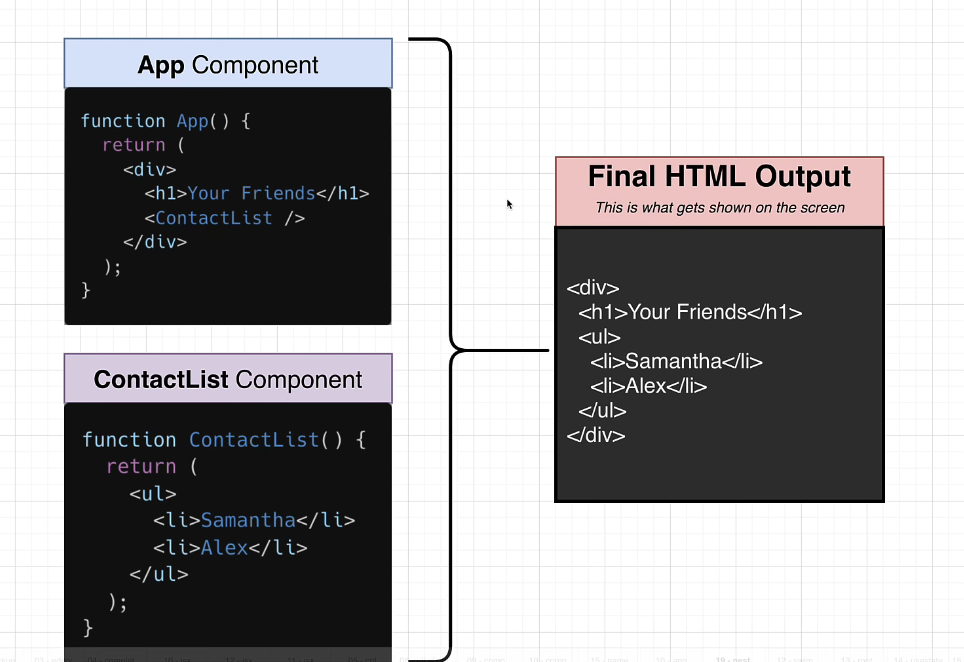 App Component
function App() {
  return (
    <div>
      <h1>Your Friends</h1>
      <ContactList />
    </div>
  );
}
ContactList Component
function ContactList() {
  return (
    <ul>
      <li>Samantha</li>
      <li>Alex</li>
    </ul>
  );
}
Final HTML Output
This is what gets shown on the screen
<div>
  <h1>Your Friends</h1>
  <ul>
    <li>Samantha</li>
    <li>Alex</li>
  </ul>
</div>